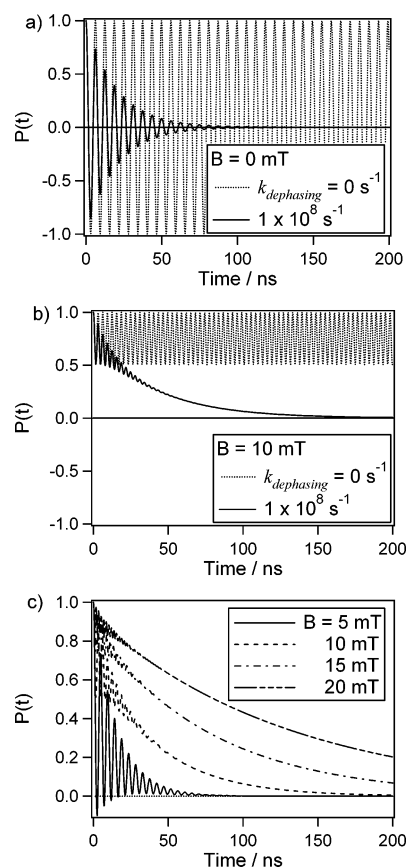 a)
1.0
0.5
0.0
-0.5
-1.0
P(t)
B = 0 mT
k_dephasing = 0 s⁻¹
1 x 10⁸ s⁻¹
0
50
100
150
200
Time / ns
b)
1.0
0.5
0.0
-0.5
-1.0
P(t)
B = 10 mT
k_dephasing = 0 s⁻¹
1 x 10⁸ s⁻¹
0
50
100
150
200
Time / ns
c)
1.0
0.8
0.6
0.4
0.2
0.0
P(t)
B = 5 mT
10 mT
15 mT
20 mT
0
50
100
150
200
Time / ns